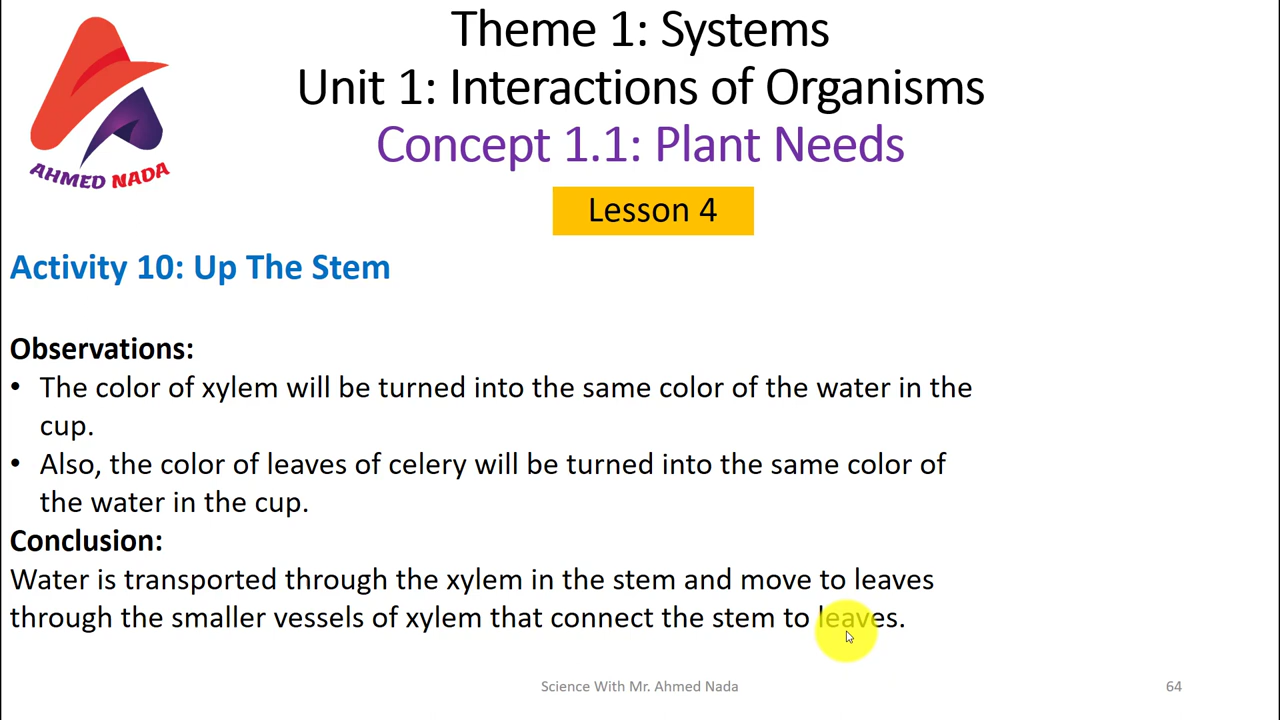 Theme 1: Systems
Unit 1: Interactions of Organisms
Concept 1.1: Plant Needs
AHMED NADA
Lesson 4
Activity 10: Up The Stem
Observations:
• The color of xylem will be turned into the same color of the water in the
cup.
• Also, the color of leaves of celery will be turned into the same color of
the water in the cup.
Conclusion:
Water is transported through the xylem in the stem and move to leaves
through the smaller vessels of xylem that connect the stem to leaves.
Science With Mr. Ahmed Nada
64